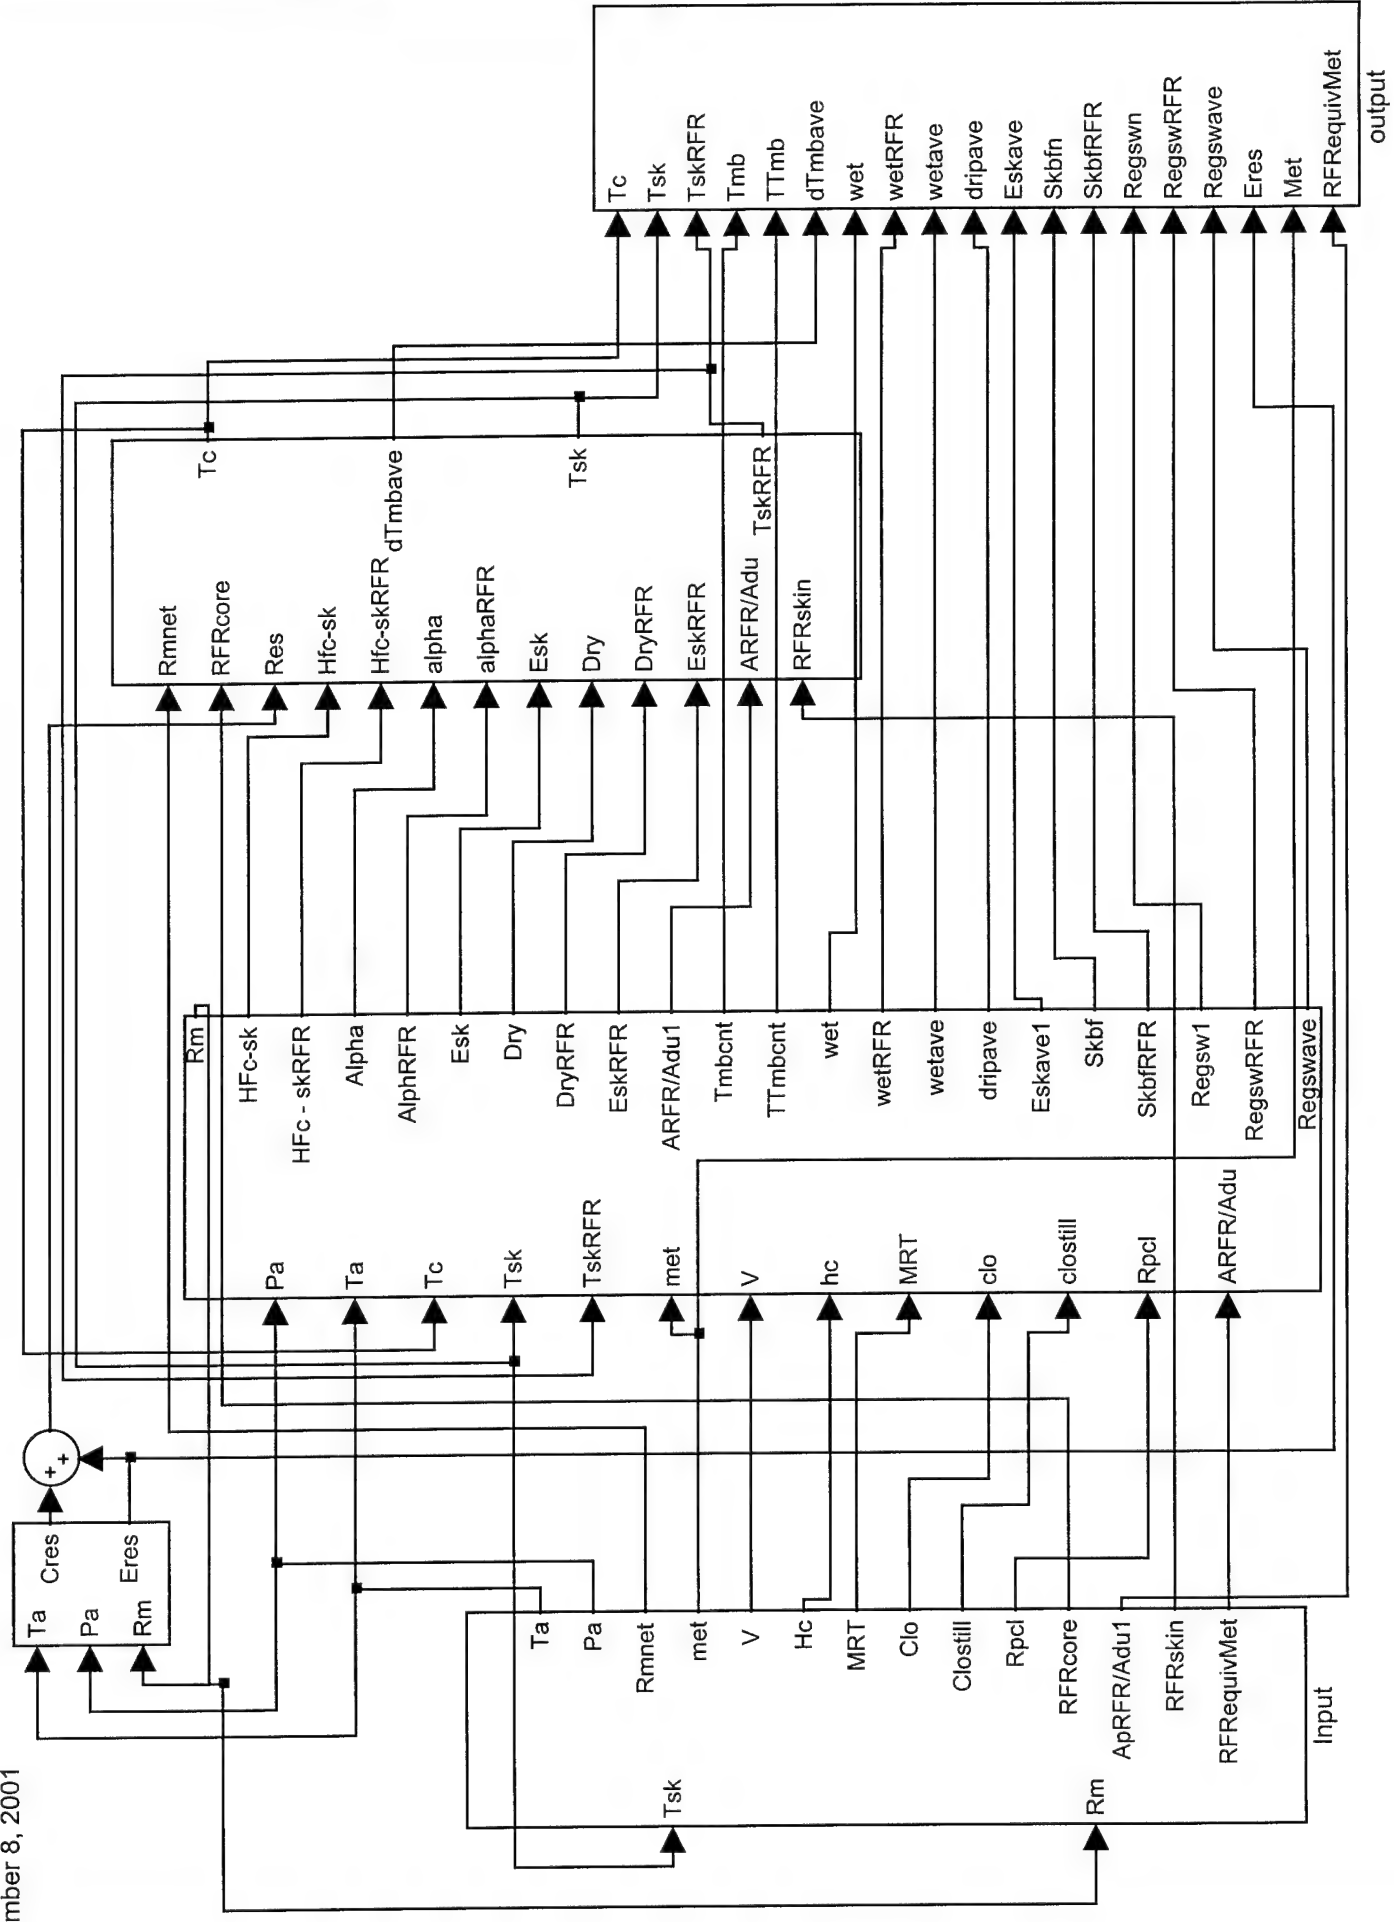 mber 8, 2001
Ta
Pa
Rm
Cres
Eres
+
+
Tsk
Rm
Ta
Pa
Rmnet
met
V
Hc
MRT
Clo
Clostill
Rpcl
RFRcore
ApRFR/Adu1
RFRskin
RFRequivMet
Input
Pa
Ta
Tc
Tsk
TskRFR
met
V
hc
MRT
clo
clostill
Rpcl
ARFR/Adu
Rm
HFc-sk
HFc - skRFR
Alpha
AlphRFR
Esk
Dry
DryRFR
EskRFR
ARFR/Adu1
Tmbcnt
TTmbcnt
wet
wetRFR
wetave
dripave
Eskave1
Skbf
SkbfRFR
Regsw1
RegswRFR
Regswave
Rmnet
RFRcore
Res
Hfc-sk
Hfc-skRFR
alpha
alphaRFR
Esk
Dry
DryRFR
EskRFR
ARFR/Adu
RFRskin
Tc
dTmbave
Tsk
TskRFR
Tc
Tsk
TskRFR
Tmb
TTmb
dTmbave
wet
wetRFR
wetave
dripave
Eskave
Skbfn
SkbfRFR
Regswn
RegswRFR
Regswave
Eres
Met
RFRequivMet
output